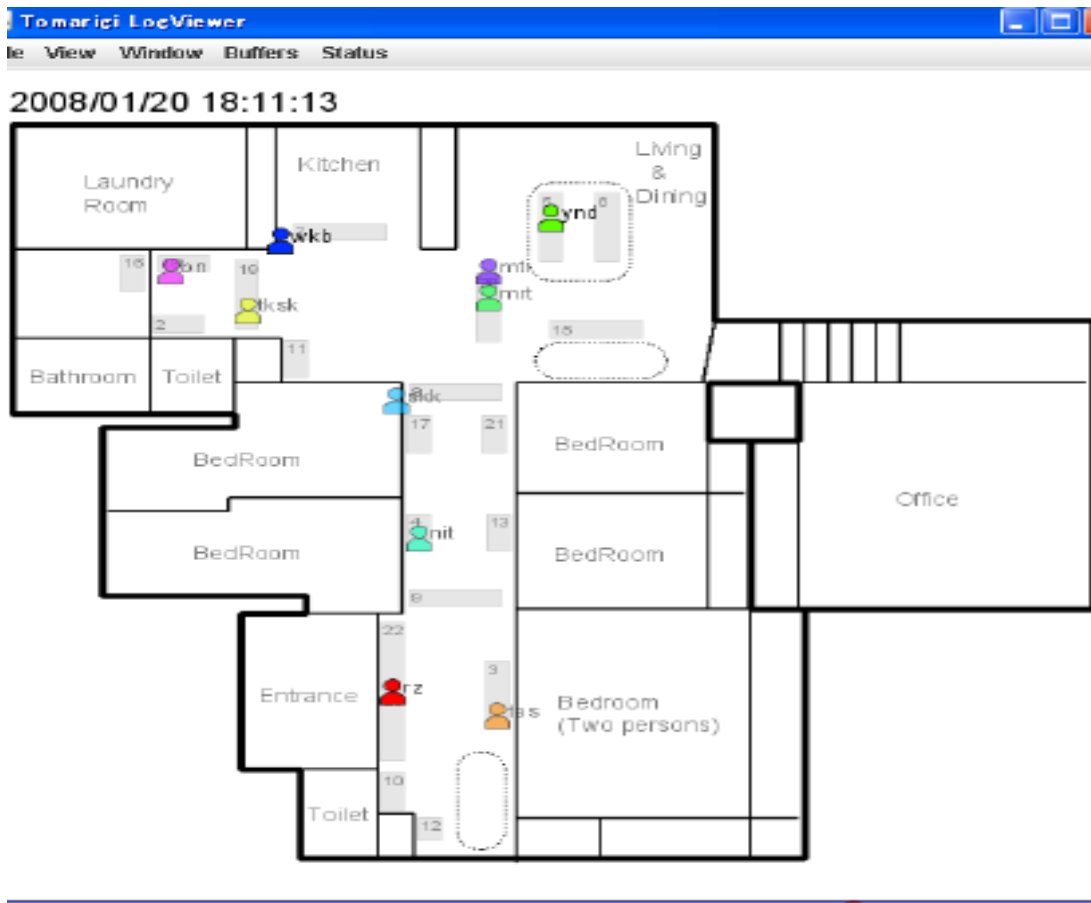 Tomarigi LogViewer
View Window Buffers Status
2008/01/20 18:11:13
Living
&
Dining
Kitchen
Laundry
Room
ynd
wkb
mrt
tksk
16
2
11
15
Bathroom
Toilet
17
21
BedRoom
BedRoom
Office
4
nit
13
BedRoom
BedRoom
9
22
3
rz
Entrance
Bedroom
(Two persons)
10
12
Toilet